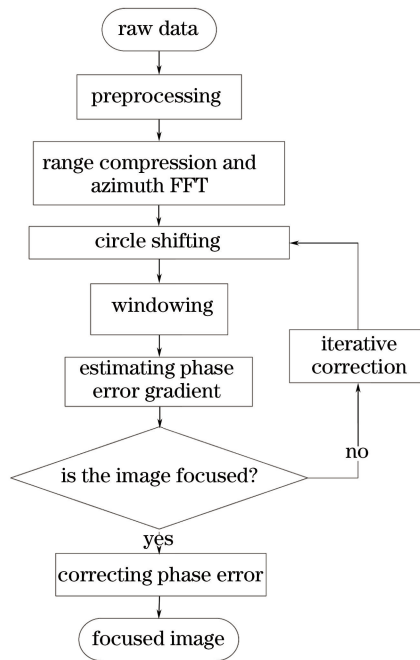 raw data
preprocessing
range compression and
azimuth FFT
circle shifting
windowing
estimating phase
error gradient
iterative
correction
is the image focused?
no
yes
correcting phase error
focused image